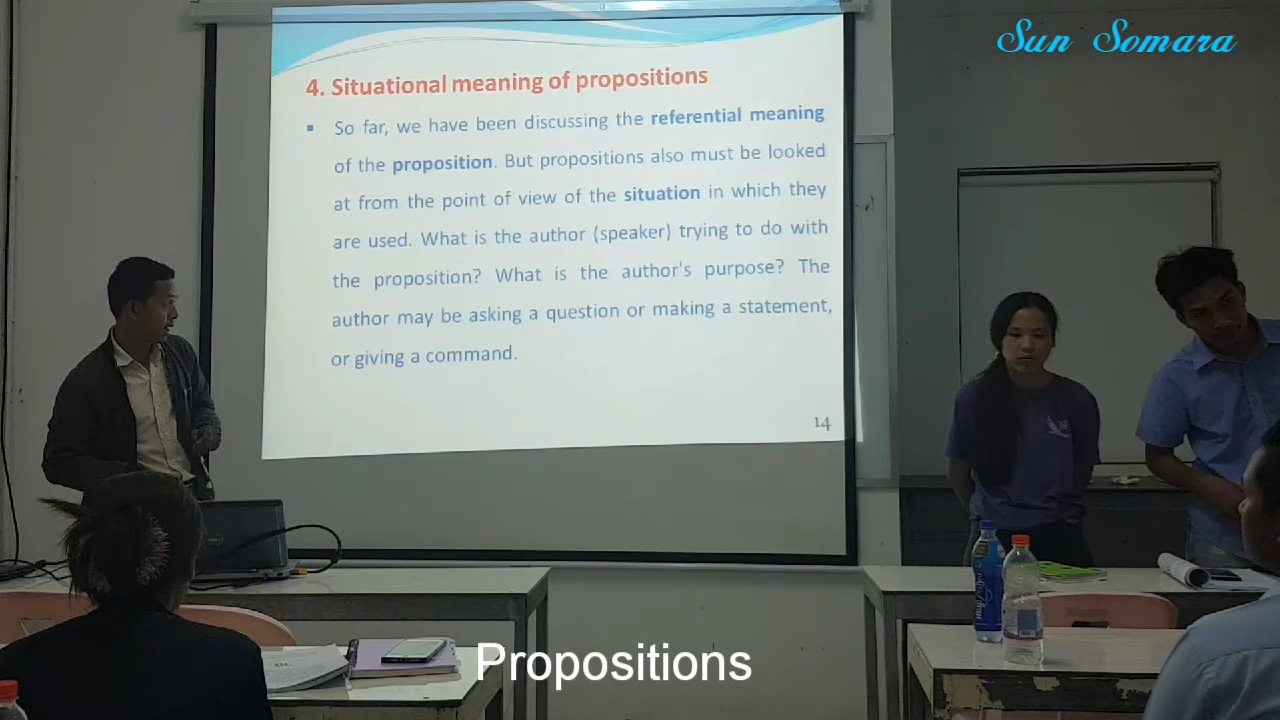 Sun Somara
4. Situational meaning of propositions
▪ So far, we have been discussing the referential meaning
of the proposition. But propositions also must be looked
at from the point of view of the situation in which they
are used. What is the author (speaker) trying to do with
the proposition? What is the author's purpose? The
author may be asking a question or making a statement,
or giving a command.
14
Propositions